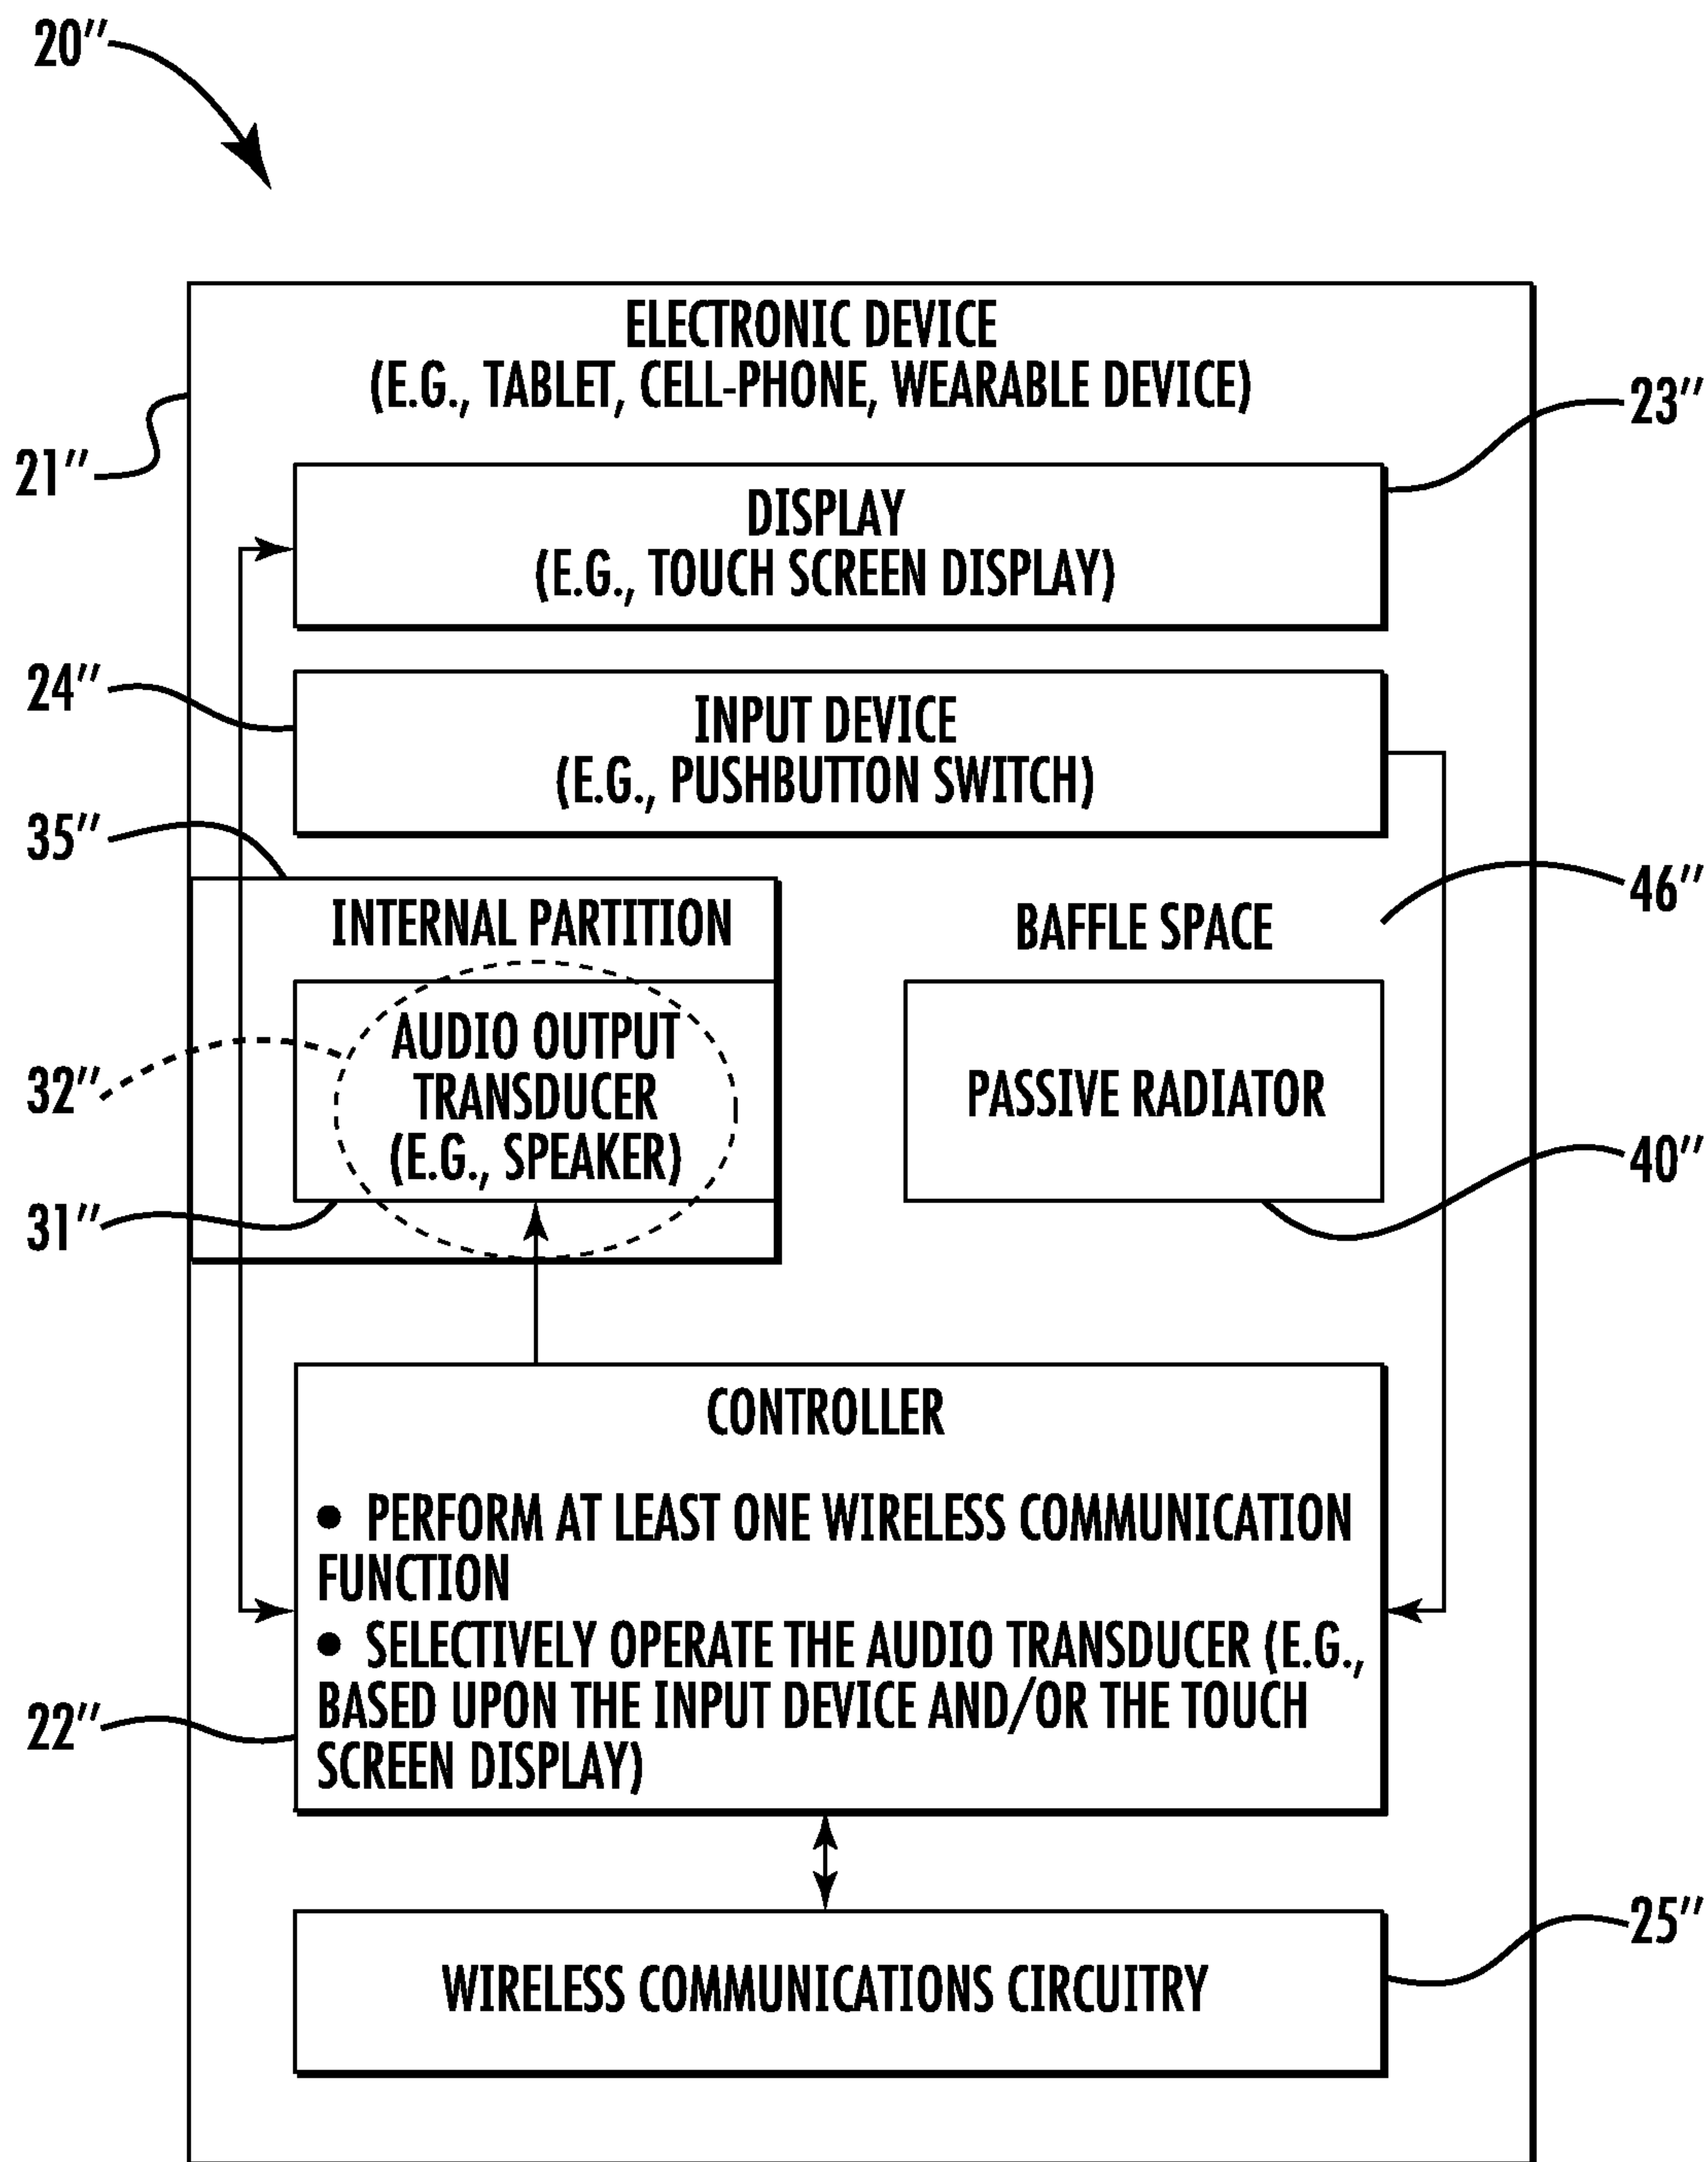 20″
ELECTRONIC DEVICE
(E.G., TABLET, CELL-PHONE, WEARABLE DEVICE)
23″
21″
DISPLAY
(E.G., TOUCH SCREEN DISPLAY)
24″
INPUT DEVICE
(E.G., PUSHBUTTON SWITCH)
35″
46″
INTERNAL PARTITION
BAFFLE SPACE
32″
AUDIO OUTPUT
TRANSDUCER
(E.G., SPEAKER)
PASSIVE RADIATOR
40″
31″
CONTROLLER
● PERFORM AT LEAST ONE WIRELESS COMMUNICATION
FUNCTION
● SELECTIVELY OPERATE THE AUDIO TRANSDUCER (E.G.,
BASED UPON THE INPUT DEVICE AND/OR THE TOUCH
SCREEN DISPLAY)
22″
25″
WIRELESS COMMUNICATIONS CIRCUITRY